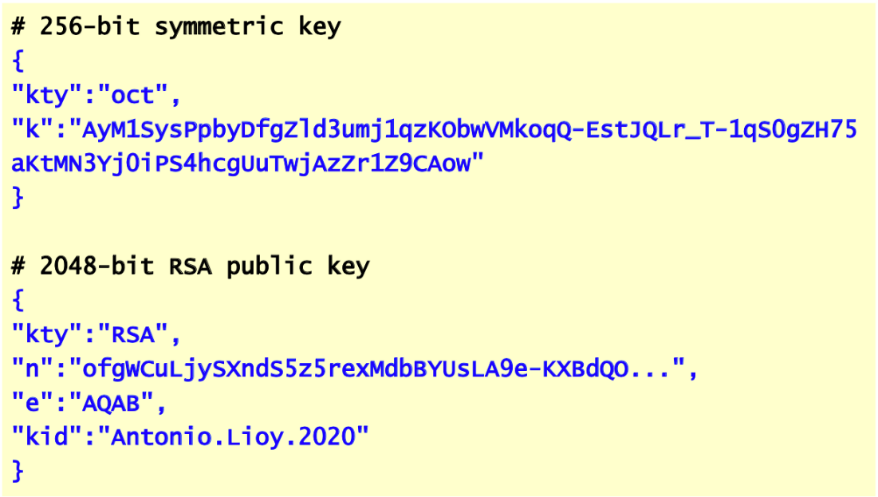 # 256-bit symmetric key
{
"kty":"oct",
"k":"AyM1SysPpbyDfgZld3umj1qzKObwVMkoqQ-EstJQLr_T-1qS0gZH75
aKtMN3Yj0iPS4hcgUuTwjAzZr1Z9CAow"
}
# 2048-bit RSA public key
{
"kty":"RSA",
"n":"ofgWCuLjySXndS5z5rexMdbBYUsLA9e-KXBdQO...",
"e":"AQAB",
"kid":"Antonio.Lioy.2020"
}